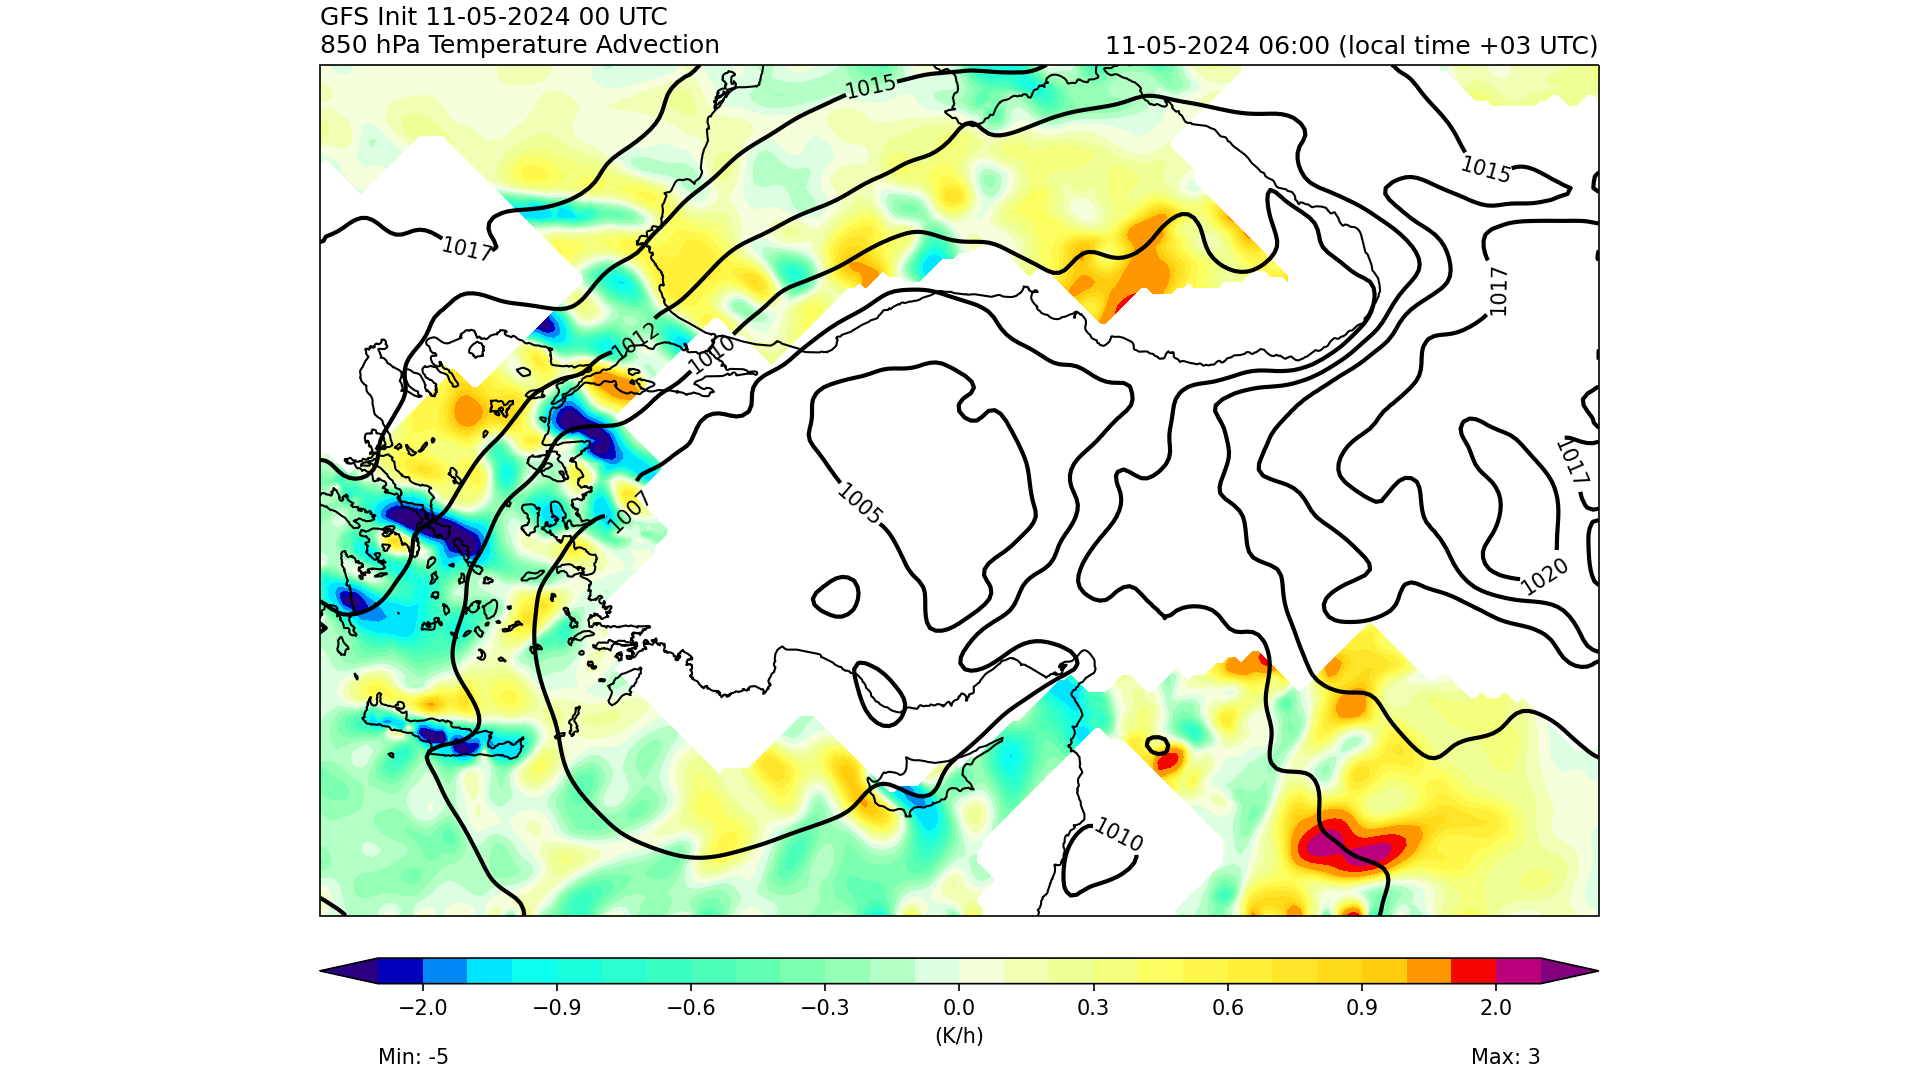 GFS Init 11-05-2024 00 UTC
850 hPa Temperature Advection
11-05-2024 06:00 (local time +03 UTC)
1015
1015
1017
1017
1012
1010
1017
1005
1007
1020
1010
−2.0 −0.9 −0.6 −0.3 0.0 0.3 0.6 0.9 2.0
(K/h)
Min: -5
Max: 3